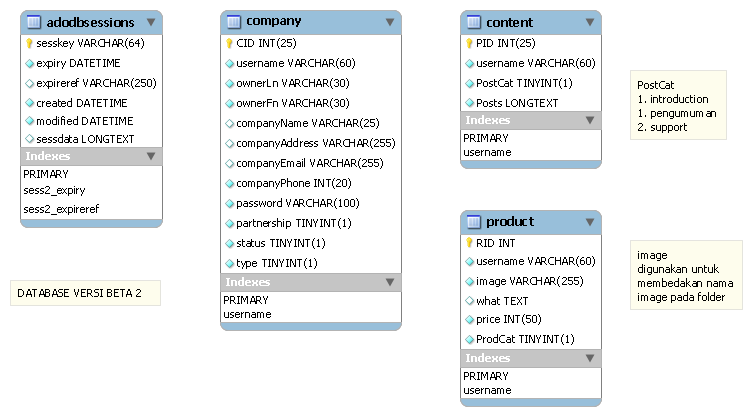 adodbsessions
sesskey VARCHAR(64)
expiry DATETIME
expireref VARCHAR(250)
created DATETIME
modified DATETIME
sessdata LONGTEXT
Indexes
PRIMARY
sess2_expiry
sess2_expireref
company
CID INT(25)
username VARCHAR(60)
ownerLn VARCHAR(30)
ownerFn VARCHAR(30)
companyName VARCHAR(25)
companyAddress VARCHAR(255)
companyEmail VARCHAR(255)
companyPhone INT(20)
password VARCHAR(100)
partnership TINYINT(1)
status TINYINT(1)
type TINYINT(1)
Indexes
PRIMARY
username
content
PID INT(25)
username VARCHAR(60)
PostCat TINYINT(1)
Posts LONGTEXT
Indexes
PRIMARY
username
PostCat
1. introduction
1. pengumuman
2. support
product
RID INT
username VARCHAR(60)
image VARCHAR(255)
what TEXT
price INT(50)
ProdCat TINYINT(1)
Indexes
PRIMARY
username
image
digunakan untuk
membedakan nama
image pada folder
DATABASE VERSI BETA 2